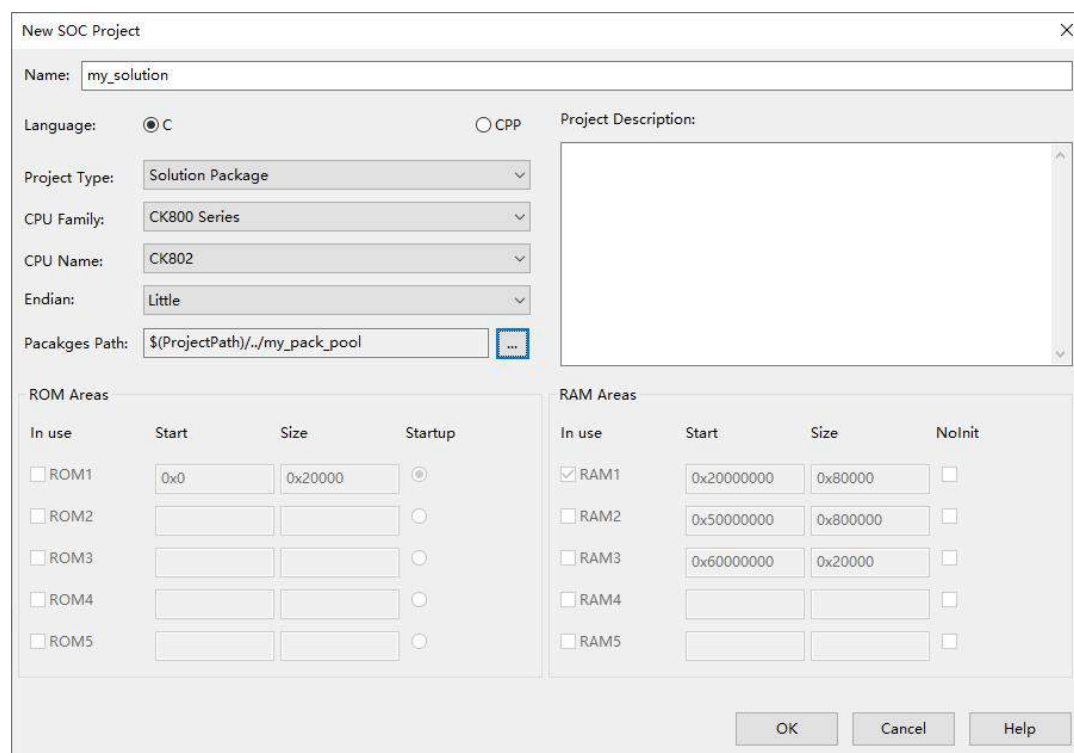 New SOC Project
Name: my_solution
Language: C CPP
Project Description:
Project Type: Solution Package
CPU Family: CK800 Series
CPU Name: CK802
Endian: Little
Pacakges Path: $(ProjectPath)/../my_pack_pool ...
ROM Areas
In use Start Size Startup
ROM1 0x0 0x20000
ROM2
ROM3
ROM4
ROM5
RAM Areas
In use Start Size NoInit
RAM1 0x20000000 0x80000
RAM2 0x50000000 0x800000
RAM3 0x60000000 0x20000
RAM4
RAM5
OK Cancel Help